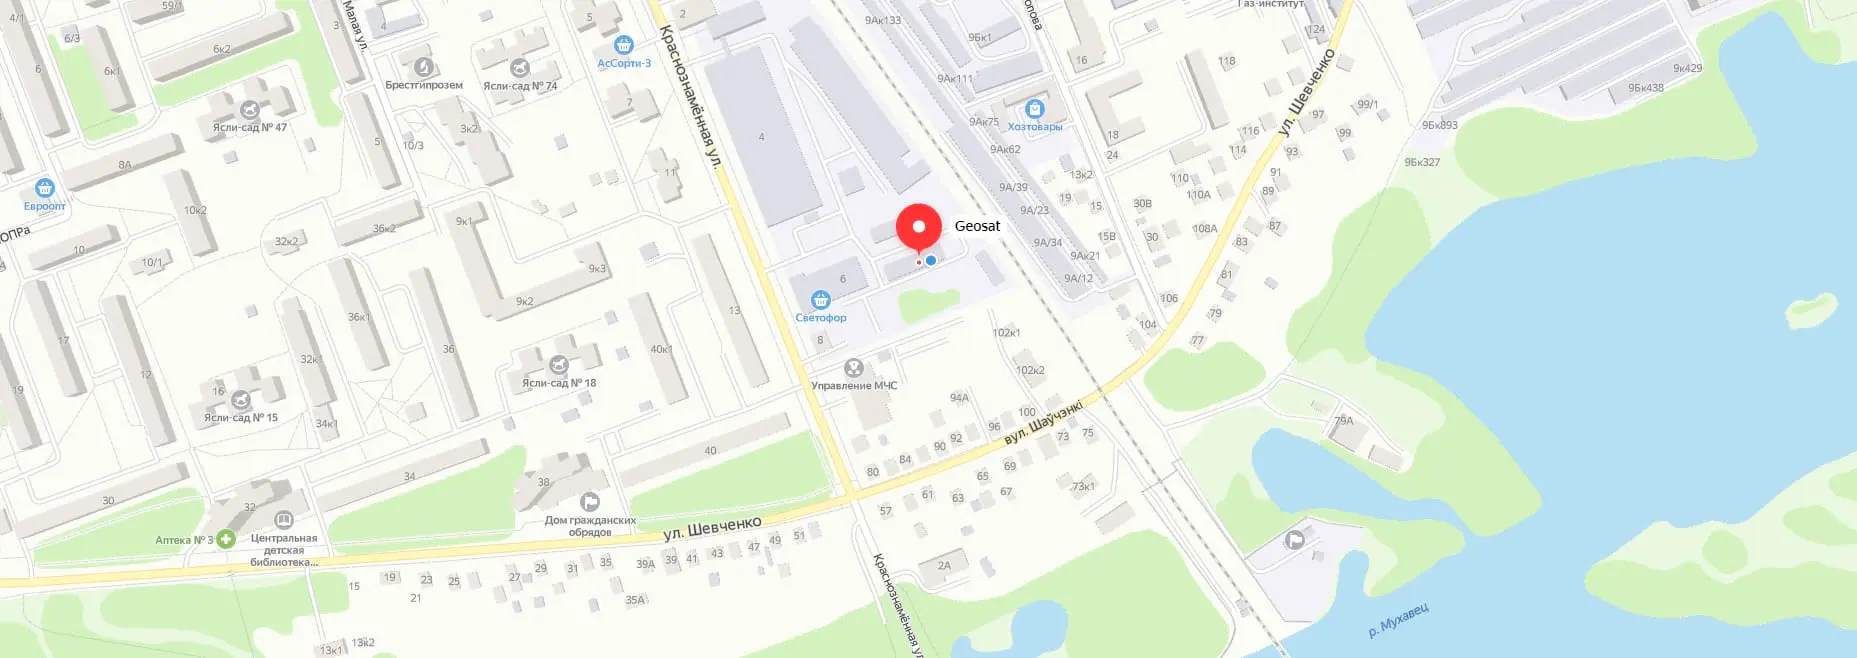 4/1
6/3
6
6к1
6к2
Малая ул.
3
4
5
2
Краснознамённая ул.
АсСорти-3
Брестгипрозем
Ясли-сад № 74
Ясли-сад № 47
7
3к2
10/3
5
8А
11
Евроопт
10к2
10
10/1
32к2
36к2
9к1
9к2
9к3
4
9Ак133
9Бк1
9Ак111
9Ак75
9Ак62
Хозтовары
16
Газ-институт
124
118
18
24
116
114
110
110А
13к2
19
15
15В
30В
30
108А
9А/39
9А/23
9А/34
9Ак21
9А/12
106
104
ул. Шевченко
97
99/1
99
93
91
89
87
83
81
79
77
9к429
9Бк438
9Бк893
9Бк327
Geosat
6
Светофор
8
Управление МЧС
13
17
19
12
36к1
36
32к1
16
Ясли-сад № 15
34к1
Ясли-сад № 18
40к1
102к1
102к2
94А
100
96
92
90
84
80
вул. Шаўчэнкі
73
75
69
65
67
63
61
57
73к1
79А
30
32
34
38
40
Аптека № 3
Центральная
детская
библиотека...
Дом гражданских
обрядов
ул. Шевченко
15
19
21
23
25
27
29
31
35
35А
39А
39
41
43
47
49
51
2А
Краснознамённая ул.
13к1
13к2
р. Мухавец